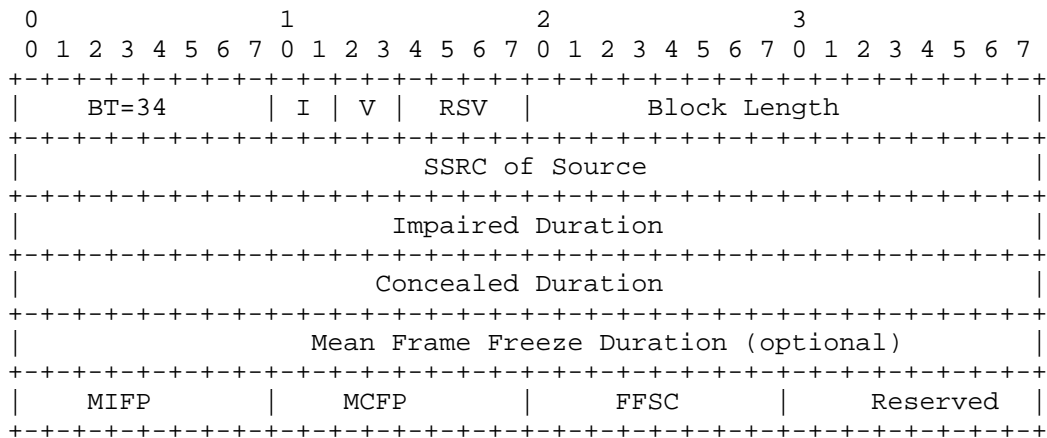 0                   1                   2                   3
0 1 2 3 4 5 6 7 0 1 2 3 4 5 6 7 0 1 2 3 4 5 6 7 0 1 2 3 4 5 6 7
+-+-+-+-+-+-+-+-+-+-+-+-+-+-+-+-+-+-+-+-+-+-+-+-+-+-+-+-+-+-+-+-+
|     BT=34     | I | V |  RSV  |       Block Length            |
+-+-+-+-+-+-+-+-+-+-+-+-+-+-+-+-+-+-+-+-+-+-+-+-+-+-+-+-+-+-+-+-+
|                         SSRC of Source                        |
+-+-+-+-+-+-+-+-+-+-+-+-+-+-+-+-+-+-+-+-+-+-+-+-+-+-+-+-+-+-+-+-+
|                       Impaired Duration                       |
+-+-+-+-+-+-+-+-+-+-+-+-+-+-+-+-+-+-+-+-+-+-+-+-+-+-+-+-+-+-+-+-+
|                      Concealed Duration                       |
+-+-+-+-+-+-+-+-+-+-+-+-+-+-+-+-+-+-+-+-+-+-+-+-+-+-+-+-+-+-+-+-+
|                  Mean Frame Freeze Duration (optional)        |
+-+-+-+-+-+-+-+-+-+-+-+-+-+-+-+-+-+-+-+-+-+-+-+-+-+-+-+-+-+-+-+-+
|    MIFP       |    MCFP       |     FFSC      |     Reserved  |
+-+-+-+-+-+-+-+-+-+-+-+-+-+-+-+-+-+-+-+-+-+-+-+-+-+-+-+-+-+-+-+-+